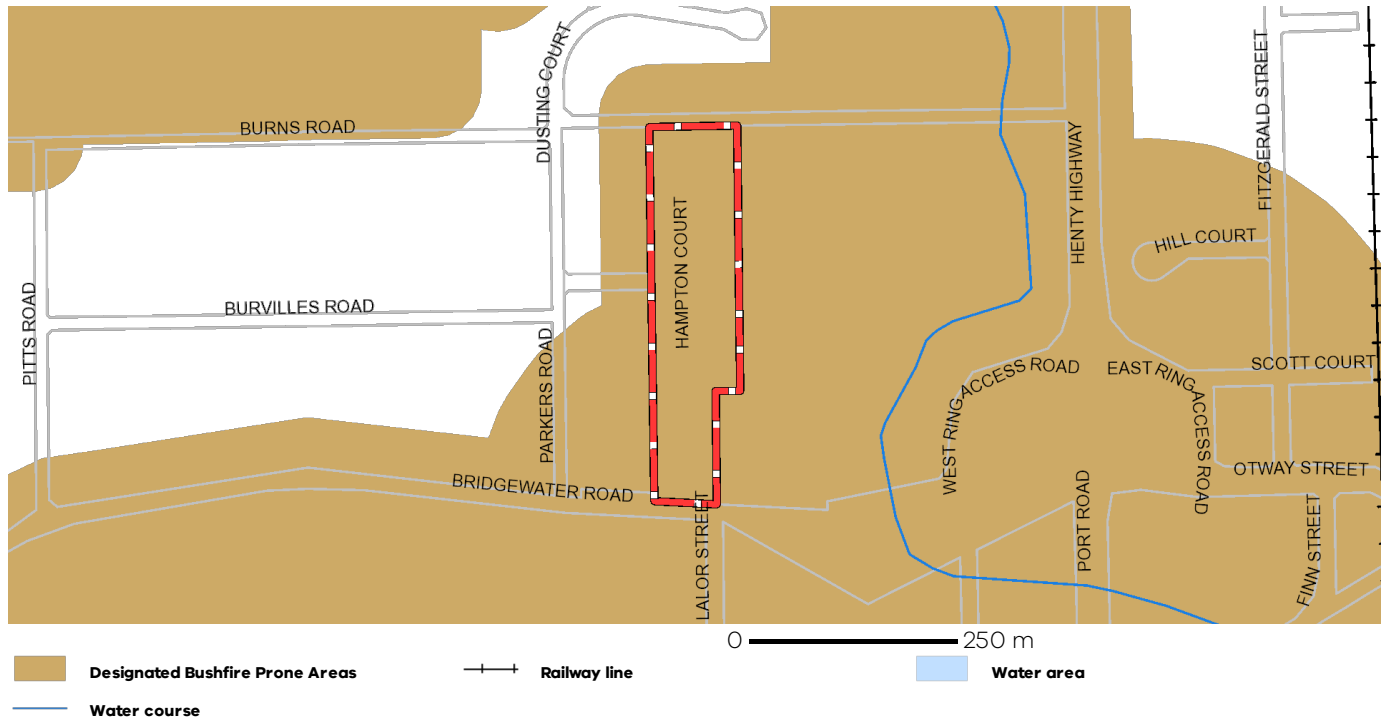 DUSTING COURT
FITZGERALD STREET
BURNS ROAD
HENTY HIGHWAY
HAMPTON COURT
HILL COURT
PITTS ROAD
BURVILLES ROAD
PARKERS ROAD
WEST RING ACCESS ROAD
EAST RING ACCESS ROAD
SCOTT COURT
OTWAY STREET
BRIDGEWATER ROAD
LALOR STREET
PORT ROAD
FINN STREET
0 250 m
Designated Bushfire Prone Areas
Railway line
Water area
Water course